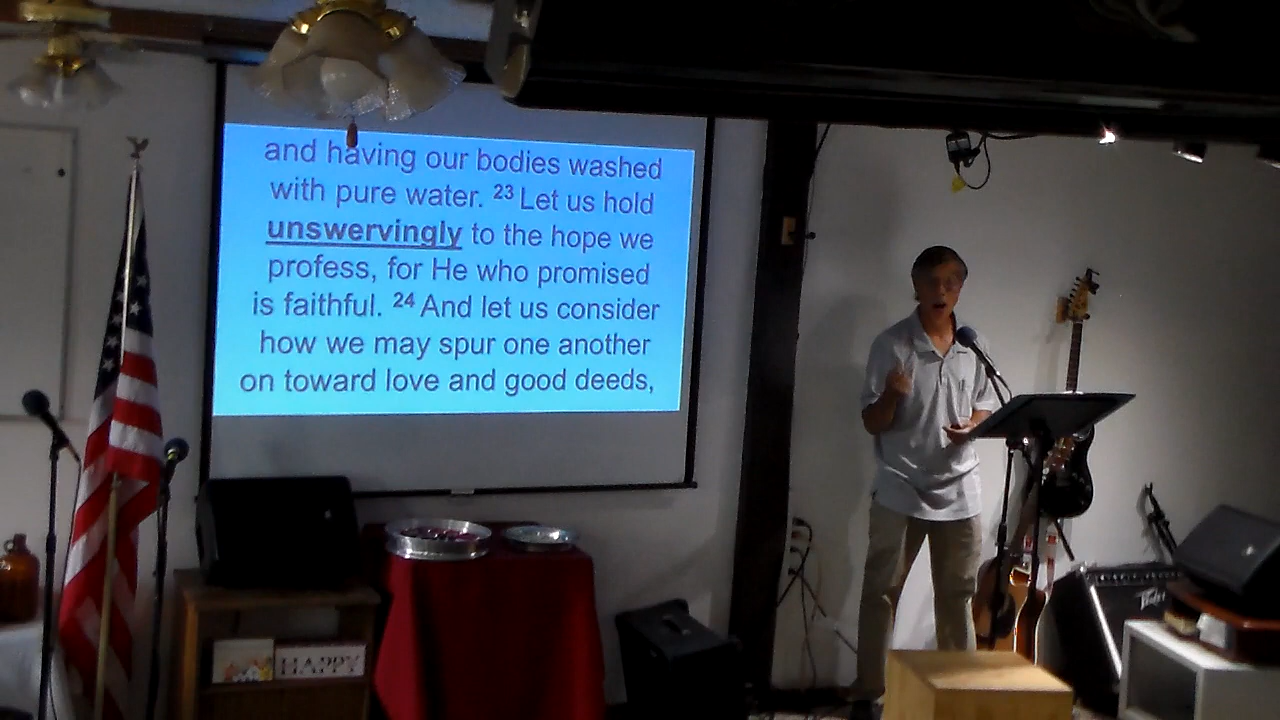 and having our bodies washed
with pure water. 23 Let us hold
unswervingly to the hope we
profess, for He who promised
is faithful. 24 And let us consider
how we may spur one another
on toward love and good deeds,
HAPPY
Peavey